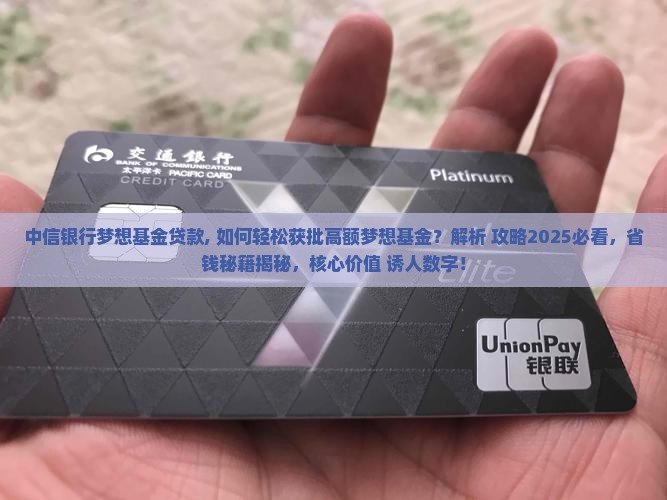 交通銀行
BANK OF COMMUNICATIONS
太平洋卡 PACIFIC CARD
CREDIT CARD
Platinum
中信银行梦想基金贷款, 如何轻松获批高额梦想基金？解析 攻略2025必看，省
钱秘籍揭秘，核心价值 诱人数字!
Elite
UnionPay
银联